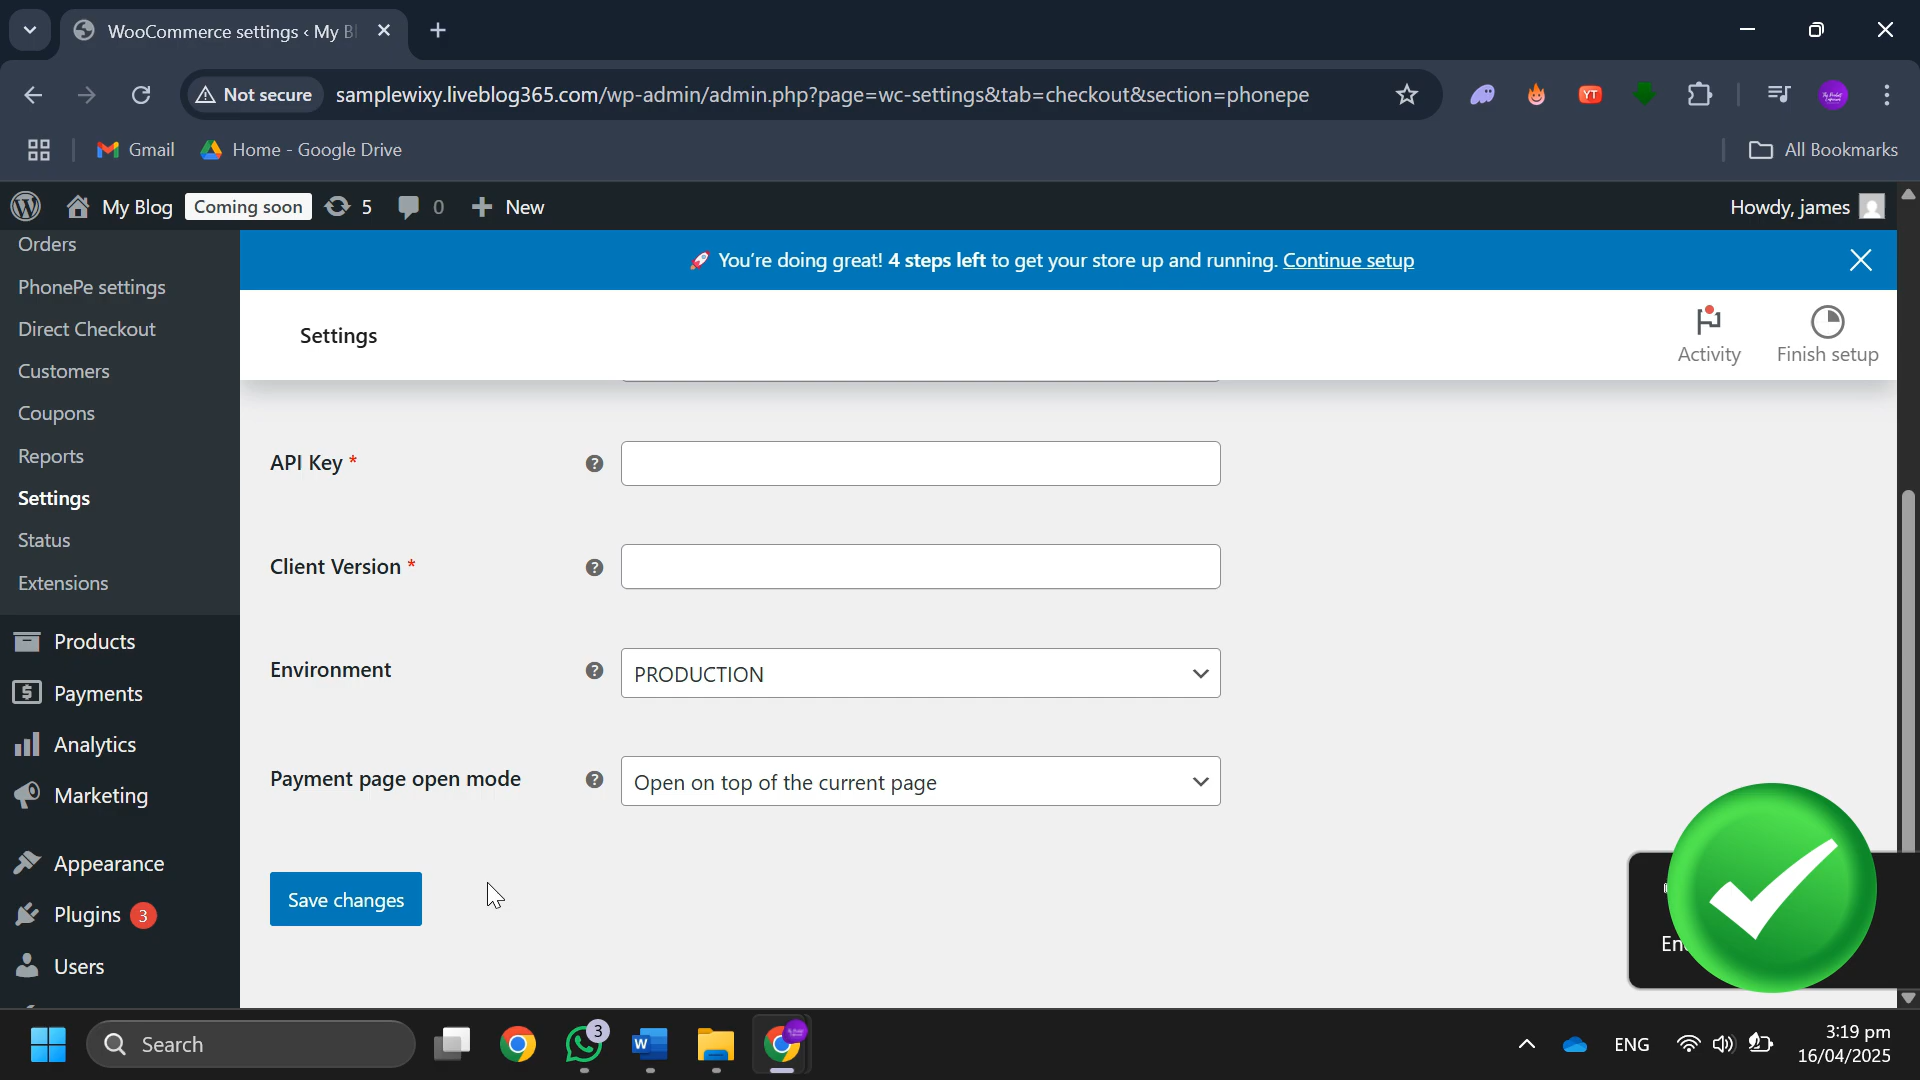 WooCommerce settings ‹ My Bl
Not secure
samplewixy.liveblog365.com/wp-admin/admin.php?page=wc-settings&tab=checkout&section=phonepe
YT
Gmail
Home - Google Drive
All Bookmarks
My Blog
Coming soon
5
0
New
Howdy, james
Orders
PhonePe settings
Direct Checkout
Customers
Coupons
Reports
Settings
Status
Extensions
Products
Payments
Analytics
Marketing
Appearance
Plugins 3
Users
🚀 You're doing great! 4 steps left to get your store up and running. Continue setup
Settings
Activity
Finish setup
API Key *
Client Version *
Environment
PRODUCTION
Payment page open mode
Open on top of the current page
Save changes
Search
3
ENG
3:19 pm
16/04/2025